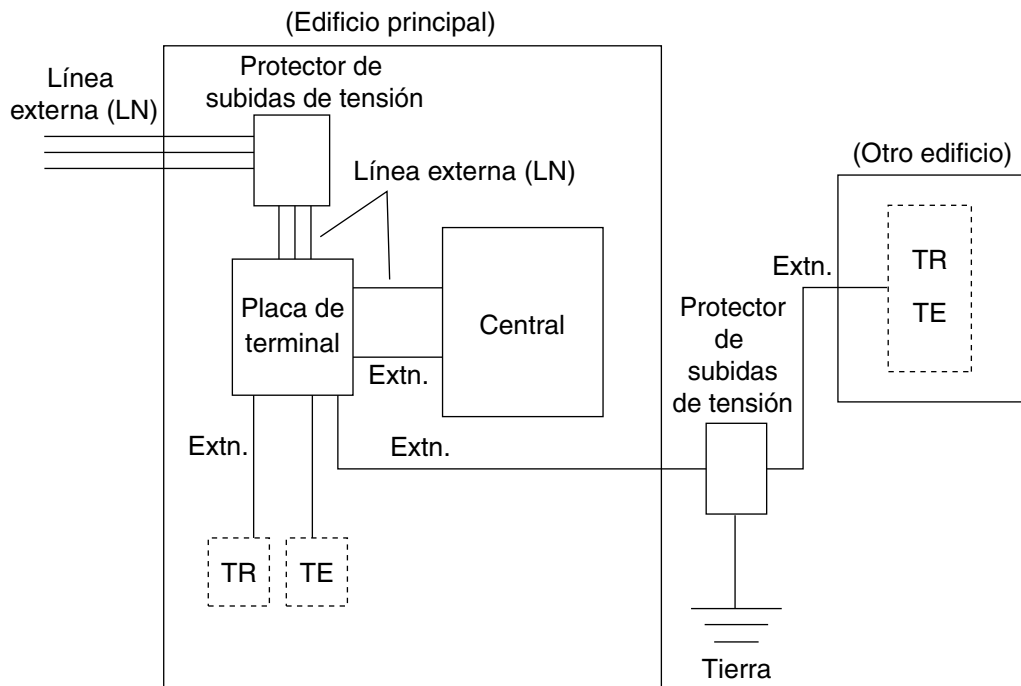 (Edificio principal)
Línea
externa (LN)
Protector de
subidas de tensión
Línea externa (LN)
(Otro edificio)
Placa de
terminal
Central
Extn.
Extn.
TR
TE
Protector
de
subidas
de tensión
Extn.
Extn.
TR
TE
Tierra